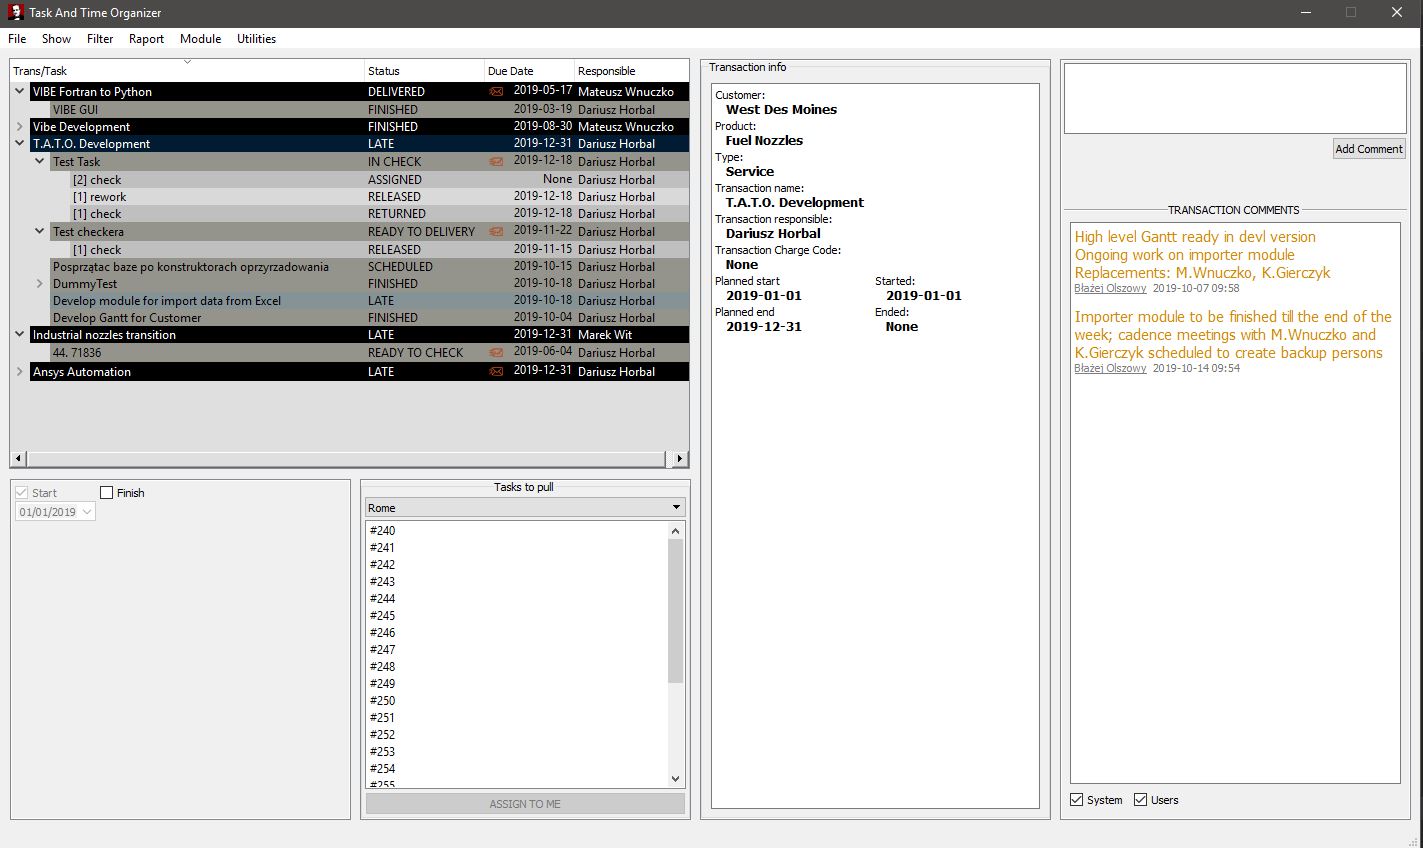 Task And Time Organizer
File Show Filter Raport Module Utilities
Trans/Task Status Due Date Responsible
VIBE Fortran to Python DELIVERED 2019-05-17 Mateusz Wnuczko
VIBE GUI FINISHED 2019-03-19 Dariusz Horbal
Vibe Development FINISHED 2019-08-30 Mateusz Wnuczko
T.A.T.O. Development LATE 2019-12-31 Dariusz Horbal
Test Task IN CHECK 2019-12-18 Dariusz Horbal
[2] check ASSIGNED None Dariusz Horbal
[1] rework RELEASED 2019-12-18 Dariusz Horbal
[1] check RETURNED 2019-12-18 Dariusz Horbal
Test checkera READY TO DELIVERY 2019-11-22 Dariusz Horbal
[1] check RELEASED 2019-11-15 Dariusz Horbal
Posprzątac baze po konstruktorach oprzyrządowania SCHEDULED 2019-10-15 Dariusz Horbal
DummyTest FINISHED 2019-10-18 Dariusz Horbal
Develop module for import data from Excel LATE 2019-10-18 Dariusz Horbal
Develop Gantt for Customer FINISHED 2019-10-04 Dariusz Horbal
Industrial nozzles transition LATE 2019-12-31 Marek Wit
44. 71836 READY TO CHECK 2019-06-04 Dariusz Horbal
Ansys Automation LATE 2019-12-31 Dariusz Horbal
Start Finish
01/01/2019
Tasks to pull
Rome
#240
#241
#242
#243
#244
#245
#246
#247
#248
#249
#250
#251
#252
#253
#254
#255
ASSIGN TO ME
Transaction info
Customer:
West Des Moines
Product:
Fuel Nozzles
Type:
Service
Transaction name:
T.A.T.O. Development
Transaction responsible:
Dariusz Horbal
Transaction Charge Code:
None
Planned start Started:
2019-01-01 2019-01-01
Planned end Ended:
2019-12-31 None
Add Comment
TRANSACTION COMMENTS
High level Gantt ready in devl version
Ongoing work on importer module
Replacements: M.Wnuczko, K.Gierczyk
Błażej Olszowy 2019-10-07 09:58
Importer module to be finished till the end of the
week; cadence meetings with M.Wnuczko and
K.Gierczyk scheduled to create backup persons
Błażej Olszowy 2019-10-14 09:54
System Users